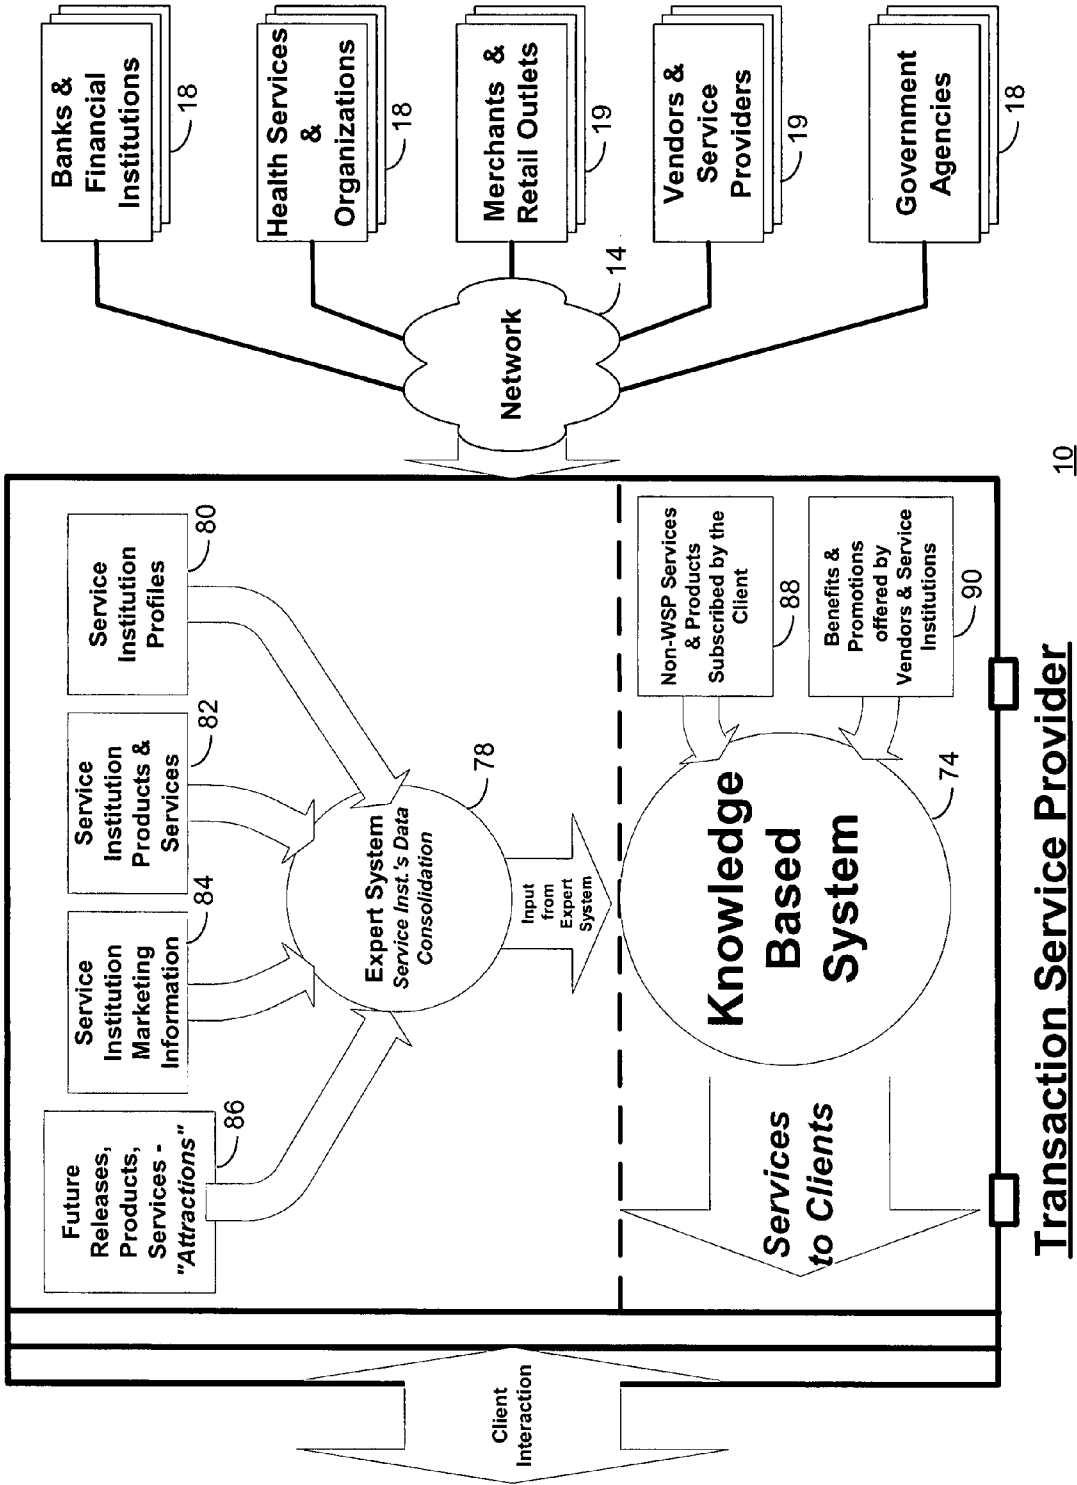 Banks &
Financial
Institutions
18
Health Services
&
Organizations
18
Merchants &
Retail Outlets
19
Vendors &
Service
Providers
19
Government
Agencies
18
Network
14
Service
Institution
Profiles
80
Service
Institution
Products &
Services
82
Service
Institution
Marketing
Information
84
Future
Releases,
Products,
Services -
"Attractions"
86
Expert System
Service Inst.'s Data
Consolidation
78
Input
from
Expert
System
Non-WSP Services
& Products
Subscribed by the
Client
88
Benefits &
Promotions
offered by
Vendors & Service
Institutions
90
Knowledge
Based
System
74
Services
to Clients
Client
Interaction
Transaction Service Provider
10